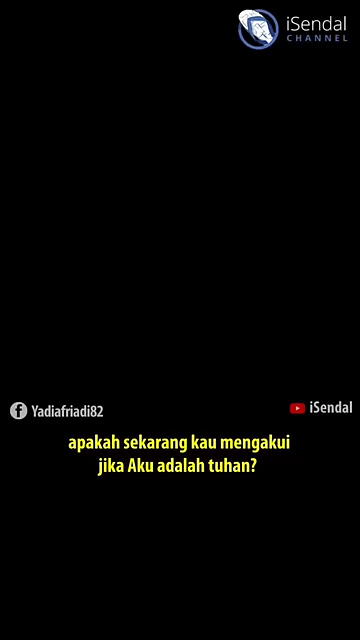 iSendal
CHANNEL
Yadiafriadi82
iSendal
apakah sekarang kau mengakui
jika Aku adalah tuhan?